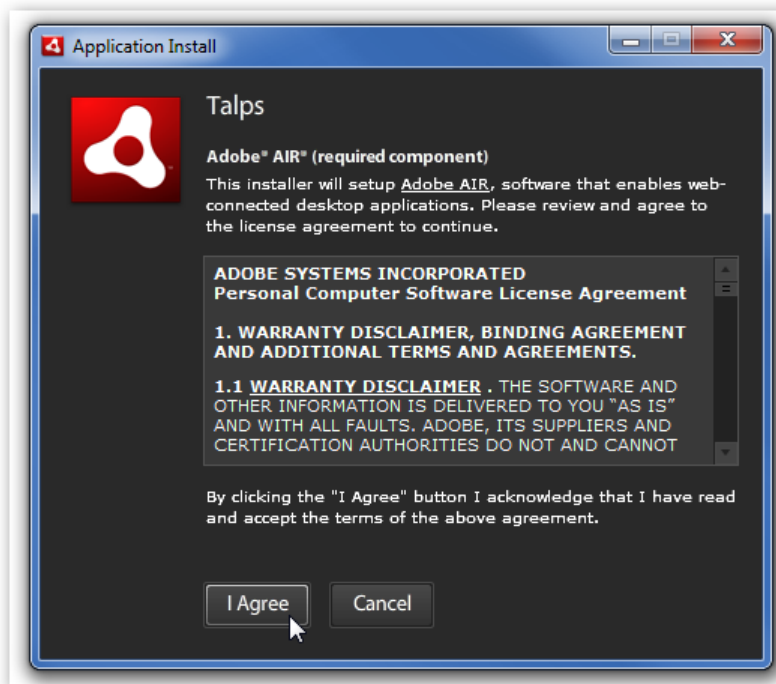 Application Install
Talps
Adobe® AIR® (required component)
This installer will setup Adobe AIR, software that enables web-
connected desktop applications. Please review and agree to
the license agreement to continue.
ADOBE SYSTEMS INCORPORATED
Personal Computer Software License Agreement
1. WARRANTY DISCLAIMER, BINDING AGREEMENT
AND ADDITIONAL TERMS AND AGREEMENTS.
1.1 WARRANTY DISCLAIMER . THE SOFTWARE AND
OTHER INFORMATION IS DELIVERED TO YOU “AS IS”
AND WITH ALL FAULTS. ADOBE, ITS SUPPLIERS AND
CERTIFICATION AUTHORITIES DO NOT AND CANNOT
By clicking the "I Agree" button I acknowledge that I have read
and accept the terms of the above agreement.
I Agree
Cancel